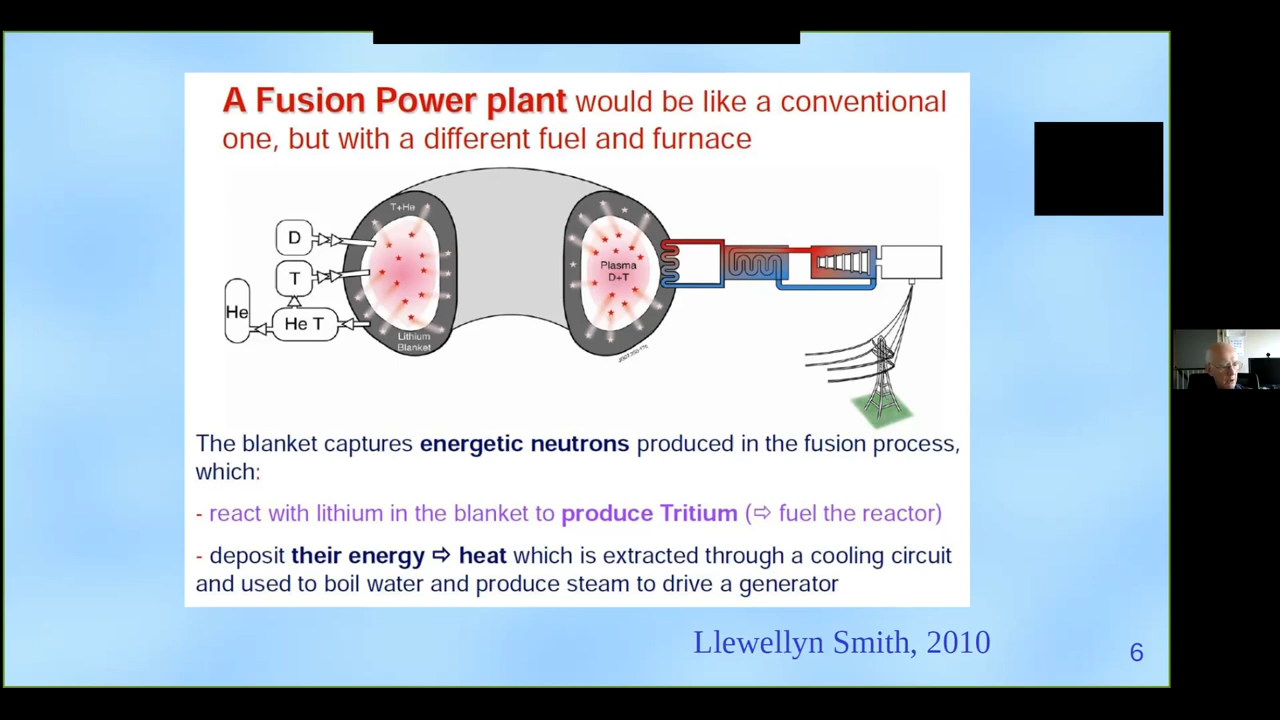 A Fusion Power plant would be like a conventional
one, but with a different fuel and furnace
T+He
D
Plasma
D+T
T
He
He T
Lithium
Blanket
The blanket captures energetic neutrons produced in the fusion process,
which:
- react with lithium in the blanket to produce Tritium (⇨ fuel the reactor)
- deposit their energy ⇨ heat which is extracted through a cooling circuit
and used to boil water and produce steam to drive a generator
Llewellyn Smith, 2010
6